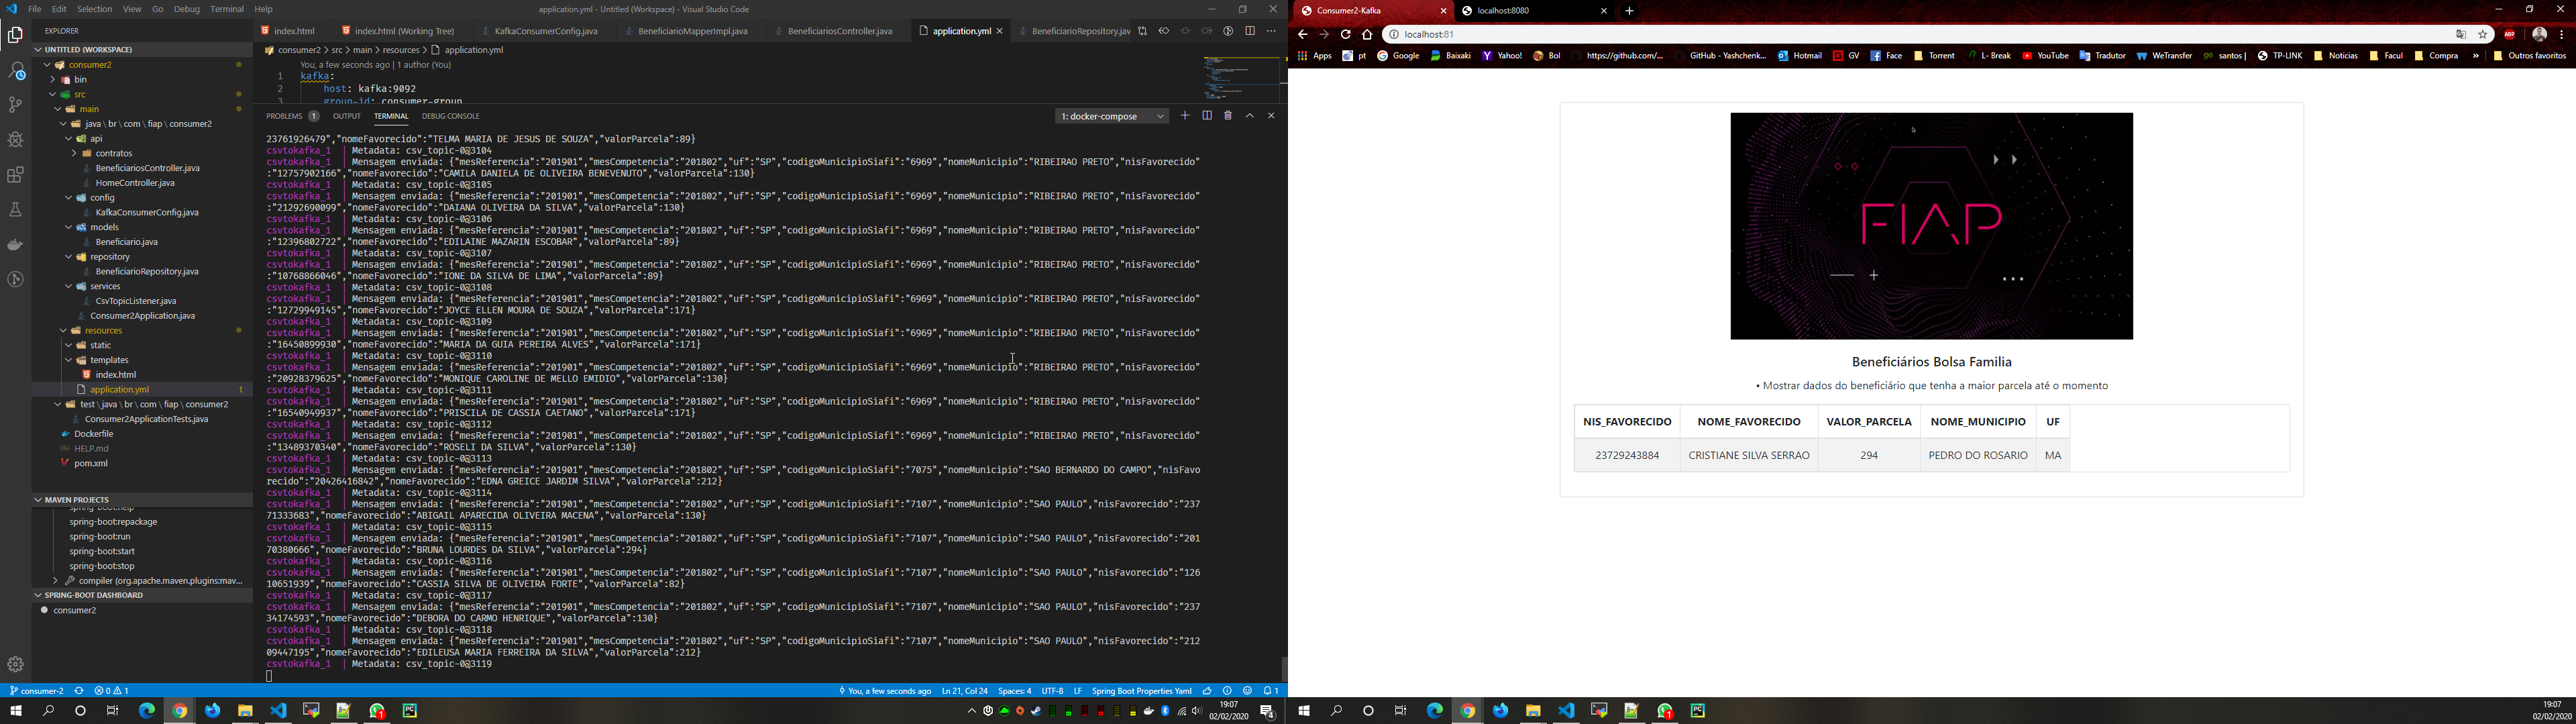 File Edit Selection View Go Debug Terminal Help
application.yml - Untitled (Workspace) - Visual Studio Code
EXPLORER
UNTITLED (WORKSPACE)
consumer2
bin
src
main
java \ br \ com \ fiap \ consumer2
api
contratos
BeneficiariosController.java
HomeController.java
config
KafkaConsumerConfig.java
models
Beneficiario.java
repository
BeneficiarioRepository.java
services
CsvTopicListener.java
Consumer2Application.java
resources
static
templates
index.html
application.yml 1
test \ java \ br \ com \ fiap \ consumer2
Consumer2ApplicationTests.java
Dockerfile
HELP.md
pom.xml
MAVEN PROJECTS
spring-boot:help
spring-boot:repackage
spring-boot:run
spring-boot:start
spring-boot:stop
compiler (org.apache.maven.plugins:mav...
SPRING-BOOT DASHBOARD
consumer2
index.html
index.html (Working Tree)
KafkaConsumerConfig.java
BeneficiarioMapperImpl.java
BeneficiariosController.java
application.yml
BeneficiarioRepository.jav
consumer2 > src > main > resources > application.yml
You, a few seconds ago | 1 author (You)
1 kafka:
2 host: kafka:9092
3 group-id: consumer-group
PROBLEMS 1 OUTPUT TERMINAL DEBUG CONSOLE
1: docker-compose
23761926479","nomeFavorecido":"TELMA MARIA DE JESUS DE SOUZA","valorParcela":89}
csvtokafka_1 | Metadata: csv_topic-0@3104
csvtokafka_1 | Mensagem enviada: {"mesReferencia":"201901","mesCompetencia":"201802","uf":"SP","codigoMunicipioSiafi":"6969","nomeMunicipio":"RIBEIRAO PRETO","nisFavorecido"
:"12757902166","nomeFavorecido":"CAMILA DANIELA DE OLIVEIRA BENEVENUTO","valorParcela":130}
csvtokafka_1 | Metadata: csv_topic-0@3105
csvtokafka_1 | Mensagem enviada: {"mesReferencia":"201901","mesCompetencia":"201802","uf":"SP","codigoMunicipioSiafi":"6969","nomeMunicipio":"RIBEIRAO PRETO","nisFavorecido"
:"21292690099","nomeFavorecido":"DAIANA OLIVEIRA DA SILVA","valorParcela":130}
csvtokafka_1 | Metadata: csv_topic-0@3106
csvtokafka_1 | Mensagem enviada: {"mesReferencia":"201901","mesCompetencia":"201802","uf":"SP","codigoMunicipioSiafi":"6969","nomeMunicipio":"RIBEIRAO PRETO","nisFavorecido"
:"12396802722","nomeFavorecido":"EDILAINE MAZARIN ESCOBAR","valorParcela":89}
csvtokafka_1 | Metadata: csv_topic-0@3107
csvtokafka_1 | Mensagem enviada: {"mesReferencia":"201901","mesCompetencia":"201802","uf":"SP","codigoMunicipioSiafi":"6969","nomeMunicipio":"RIBEIRAO PRETO","nisFavorecido"
:"10768866046","nomeFavorecido":"IONE DA SILVA DE LIMA","valorParcela":89}
csvtokafka_1 | Metadata: csv_topic-0@3108
csvtokafka_1 | Mensagem enviada: {"mesReferencia":"201901","mesCompetencia":"201802","uf":"SP","codigoMunicipioSiafi":"6969","nomeMunicipio":"RIBEIRAO PRETO","nisFavorecido"
:"12729949145","nomeFavorecido":"JOYCE ELLEN MOURA DE SOUZA","valorParcela":171}
csvtokafka_1 | Metadata: csv_topic-0@3109
csvtokafka_1 | Mensagem enviada: {"mesReferencia":"201901","mesCompetencia":"201802","uf":"SP","codigoMunicipioSiafi":"6969","nomeMunicipio":"RIBEIRAO PRETO","nisFavorecido"
:"16450899930","nomeFavorecido":"MARIA DA GUIA PEREIRA ALVES","valorParcela":171}
csvtokafka_1 | Metadata: csv_topic-0@3110
csvtokafka_1 | Mensagem enviada: {"mesReferencia":"201901","mesCompetencia":"201802","uf":"SP","codigoMunicipioSiafi":"6969","nomeMunicipio":"RIBEIRAO PRETO","nisFavorecido"
:"20928379625","nomeFavorecido":"MONIQUE CAROLINE DE MELLO EMIDIO","valorParcela":130}
csvtokafka_1 | Metadata: csv_topic-0@3111
csvtokafka_1 | Mensagem enviada: {"mesReferencia":"201901","mesCompetencia":"201802","uf":"SP","codigoMunicipioSiafi":"6969","nomeMunicipio":"RIBEIRAO PRETO","nisFavorecido"
:"16540949937","nomeFavorecido":"PRISCILA DE CASSIA CAETANO","valorParcela":171}
csvtokafka_1 | Metadata: csv_topic-0@3112
csvtokafka_1 | Mensagem enviada: {"mesReferencia":"201901","mesCompetencia":"201802","uf":"SP","codigoMunicipioSiafi":"6969","nomeMunicipio":"RIBEIRAO PRETO","nisFavorecido"
:"13489370340","nomeFavorecido":"ROSELI DA SILVA","valorParcela":130}
csvtokafka_1 | Metadata: csv_topic-0@3113
csvtokafka_1 | Mensagem enviada: {"mesReferencia":"201901","mesCompetencia":"201802","uf":"SP","codigoMunicipioSiafi":"7075","nomeMunicipio":"SAO BERNARDO DO CAMPO","nisFavo
recido":"20426416842","nomeFavorecido":"EDNA GREICE JARDIM SILVA","valorParcela":212}
csvtokafka_1 | Metadata: csv_topic-0@3114
csvtokafka_1 | Mensagem enviada: {"mesReferencia":"201901","mesCompetencia":"201802","uf":"SP","codigoMunicipioSiafi":"7107","nomeMunicipio":"SAO PAULO","nisFavorecido":"237
71333683","nomeFavorecido":"ABIGAIL APARECIDA OLIVEIRA MACENA","valorParcela":130}
csvtokafka_1 | Metadata: csv_topic-0@3115
csvtokafka_1 | Mensagem enviada: {"mesReferencia":"201901","mesCompetencia":"201802","uf":"SP","codigoMunicipioSiafi":"7107","nomeMunicipio":"SAO PAULO","nisFavorecido":"201
70380666","nomeFavorecido":"BRUNA LOURDES DA SILVA","valorParcela":294}
csvtokafka_1 | Metadata: csv_topic-0@3116
csvtokafka_1 | Mensagem enviada: {"mesReferencia":"201901","mesCompetencia":"201802","uf":"SP","codigoMunicipioSiafi":"7107","nomeMunicipio":"SAO PAULO","nisFavorecido":"126
10651939","nomeFavorecido":"CASSIA SILVA DE OLIVEIRA FORTE","valorParcela":82}
csvtokafka_1 | Metadata: csv_topic-0@3117
csvtokafka_1 | Mensagem enviada: {"mesReferencia":"201901","mesCompetencia":"201802","uf":"SP","codigoMunicipioSiafi":"7107","nomeMunicipio":"SAO PAULO","nisFavorecido":"237
34174593","nomeFavorecido":"DEBORA DO CARMO HENRIQUE","valorParcela":130}
csvtokafka_1 | Metadata: csv_topic-0@3118
csvtokafka_1 | Mensagem enviada: {"mesReferencia":"201901","mesCompetencia":"201802","uf":"SP","codigoMunicipioSiafi":"7107","nomeMunicipio":"SAO PAULO","nisFavorecido":"212
09447195","nomeFavorecido":"EDILEUSA MARIA FERREIRA DA SILVA","valorParcela":212}
csvtokafka_1 | Metadata: csv_topic-0@3119
consumer-2 0 1
You, a few seconds ago Ln 21, Col 24 Spaces: 4 UTF-8 LF Spring Boot Properties Yaml 1
19:07
02/02/2020
Consumer2-Kafka
localhost:8080
localhost:81
Apps pt Google Baixaki Yahoo! Bol https://github.com/... GitHub - Yashchenk... Hotmail GV Face Torrent L- Break YouTube Tradutor WeTransfer santos | TP-LINK Noticias Facul Compra » Outros favoritos
FIAP
Beneficiários Bolsa Familia
• Mostrar dados do beneficiário que tenha a maior parcela até o momento
NIS_FAVORECIDO NOME_FAVORECIDO VALOR_PARCELA NOME_MUNICIPIO UF
23729243884 CRISTIANE SILVA SERRAO 294 PEDRO DO ROSARIO MA
19:07
02/02/2020